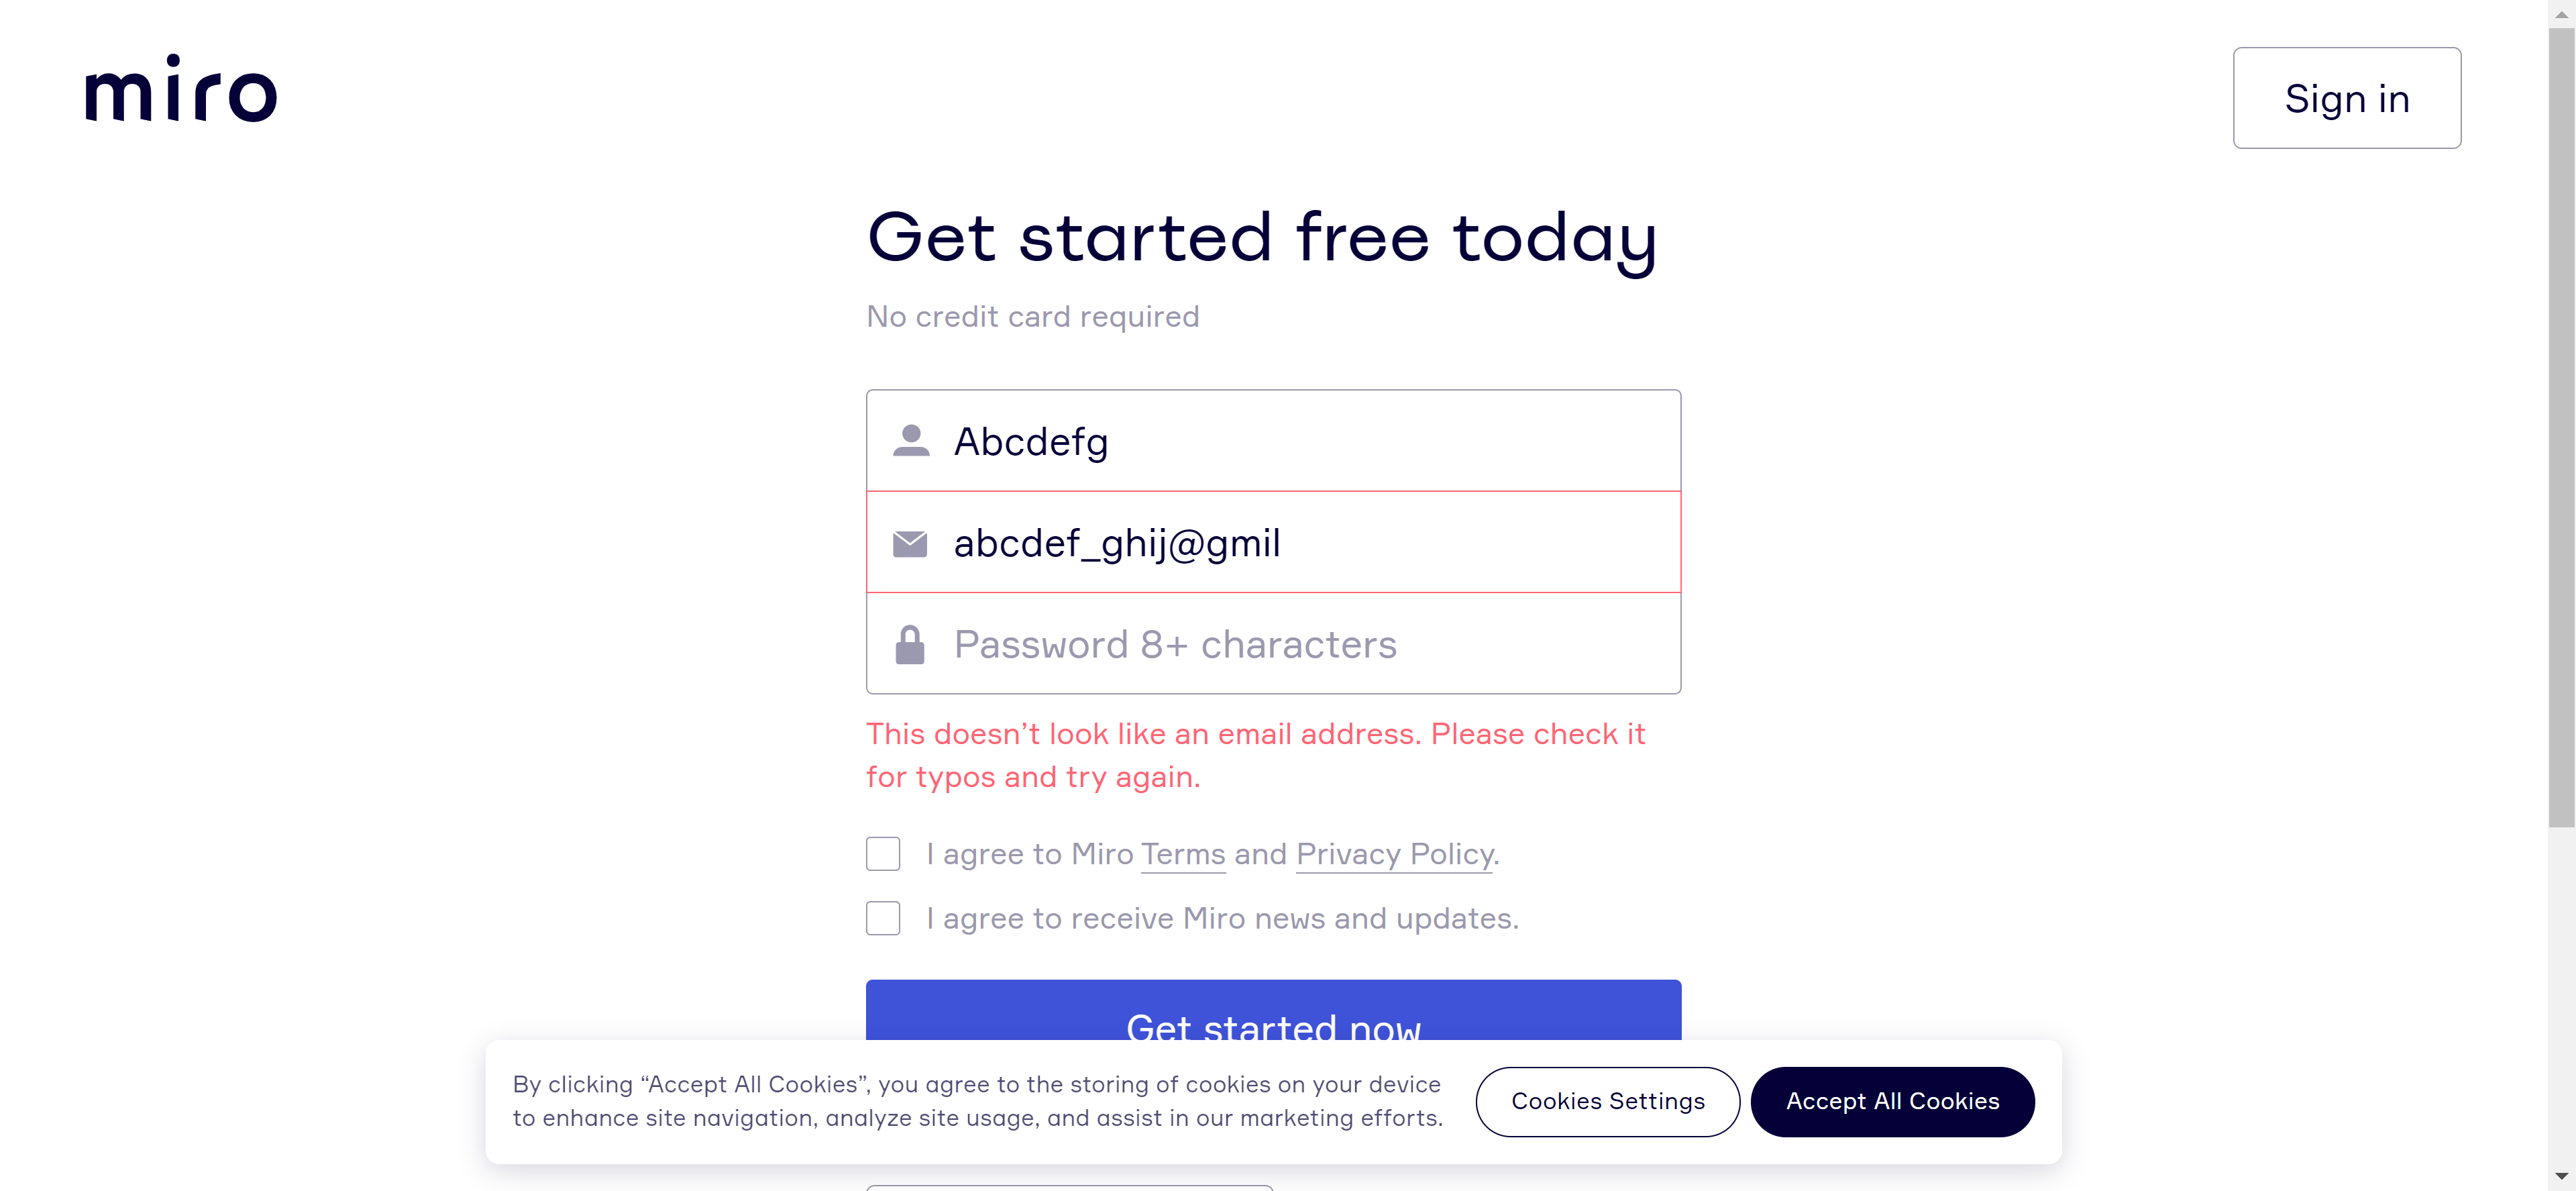 miro
Sign in
Get started free today
No credit card required
Abcdefg
abcdef_ghij@gmil
Password 8+ characters
This doesn’t look like an email address. Please check it
for typos and try again.
I agree to Miro Terms and Privacy Policy.
I agree to receive Miro news and updates.
Get started now
By clicking “Accept All Cookies”, you agree to the storing of cookies on your device
to enhance site navigation, analyze site usage, and assist in our marketing efforts.
Cookies Settings
Accept All Cookies